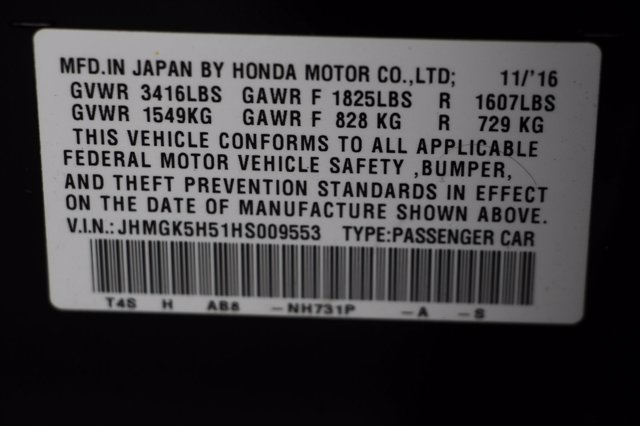 MFD.IN JAPAN BY HONDA MOTOR CO.,LTD; 11/'16
GVWR 3416LBS GAWR F 1825LBS R 1607LBS
GVWR 1549KG GAWR F 828 KG R 729 KG
THIS VEHICLE CONFORMS TO ALL APPLICABLE
FEDERAL MOTOR VEHICLE SAFETY ,BUMPER,
AND THEFT PREVENTION STANDARDS IN EFFECT
ON THE DATE OF MANUFACTURE SHOWN ABOVE.
V.I.N.: JHMGK5H51HS009553 TYPE:PASSENGER CAR
T4S H AB8 -NH731P -A -S